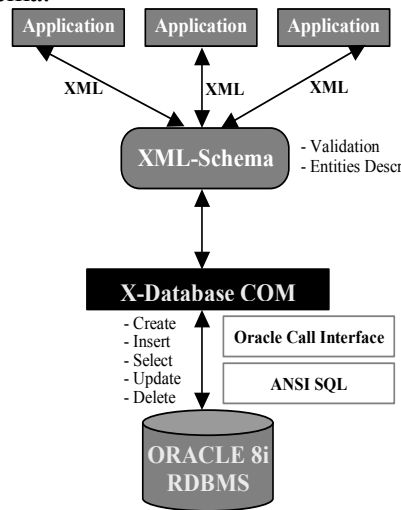 Application
Application
Application
XML
XML
XML
XML-Schema
- Validation
- Entities Descr
X-Database COM
- Create
- Insert
- Select
- Update
- Delete
Oracle Call Interface
ANSI SQL
ORACLE 8i
RDBMS